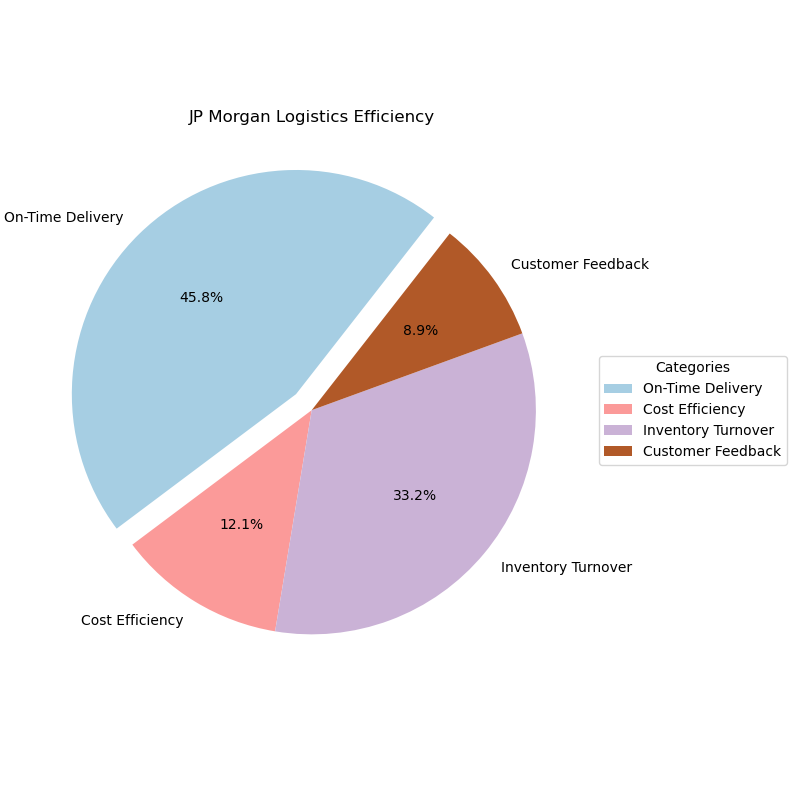 JP Morgan Logistics Efficiency
On-Time Delivery
45.8%
Customer Feedback
8.9%
33.2%
Inventory Turnover
12.1%
Cost Efficiency
Categories
On-Time Delivery
Cost Efficiency
Inventory Turnover
Customer Feedback